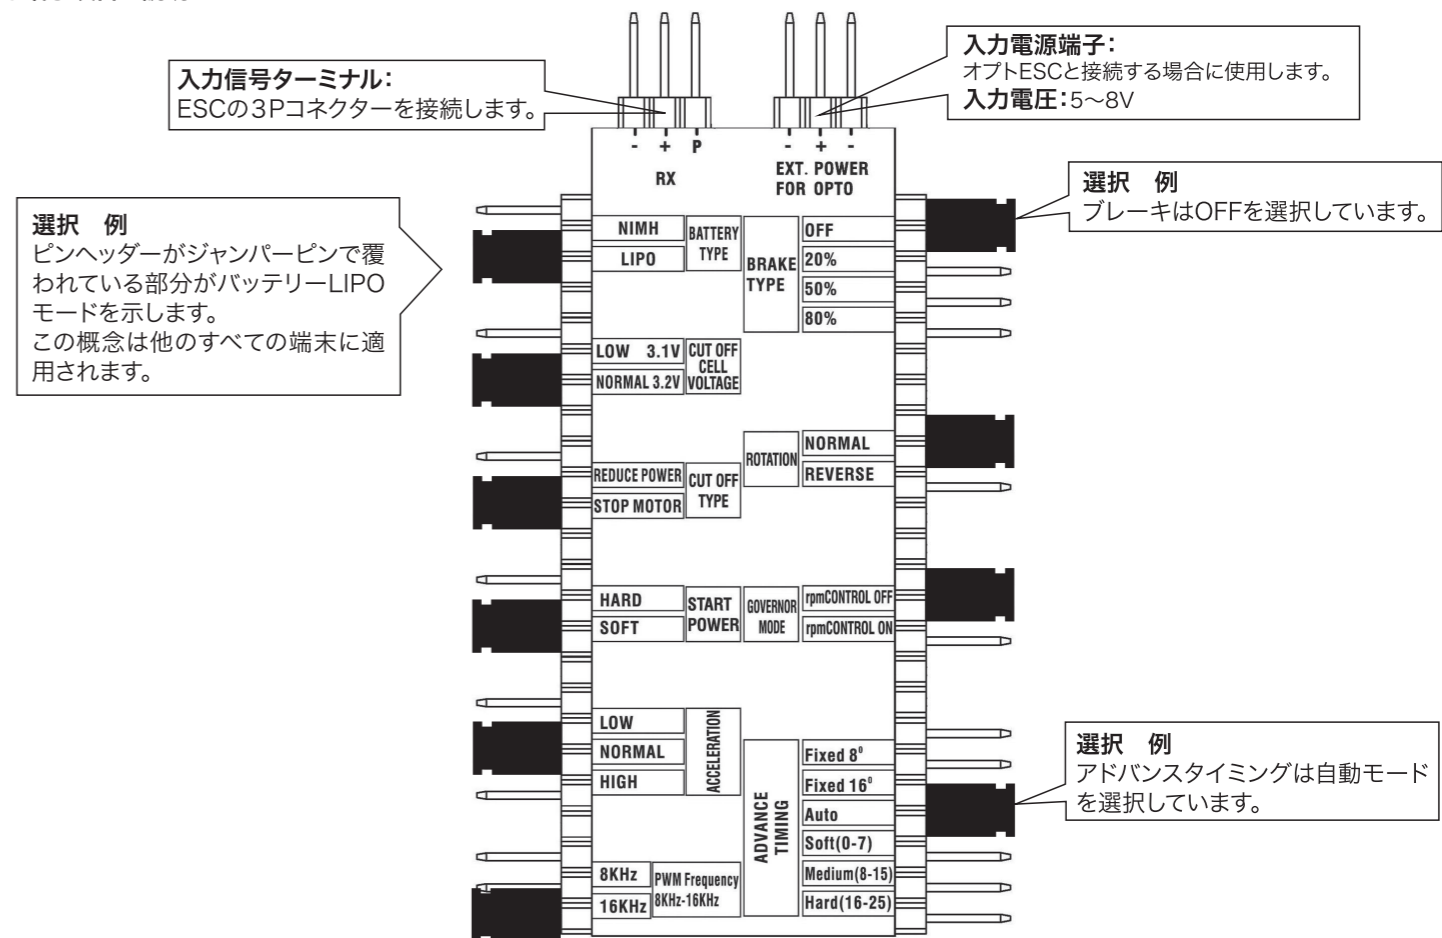 入力信号ターミナル：
ESCの3Pコネクターを接続します。
入力電源端子：
オプトESCと接続する場合に使用します。
入力電圧：5～8V
選択　例
ブレーキはOFFを選択しています。
選択　例
ピンヘッダーがジャンパーピンで覆
われている部分がバッテリーLIPO
モードを示します。
この概念は他のすべての端末に適
用されます。
選択　例
アドバンスタイミングは自動モード
を選択しています。
- + P
RX
- + -
EXT. POWER
FOR OPTO
NIMH
LIPO
BATTERY
TYPE
LOW 3.1V
NORMAL 3.2V
CUT OFF
CELL
VOLTAGE
REDUCE POWER
STOP MOTOR
CUT OFF
TYPE
HARD
SOFT
START
POWER
LOW
NORMAL
HIGH
ACCELERATION
8KHz
16KHz
PWM Frequency
8KHz-16KHz
BRAKE
TYPE
OFF
20%
50%
80%
ROTATION
NORMAL
REVERSE
GOVERNOR
MODE
rpmCONTROL OFF
rpmCONTROL ON
ADVANCE
TIMING
Fixed 8⁰
Fixed 16⁰
Auto
Soft(0-7)
Medium(8-15)
Hard(16-25)